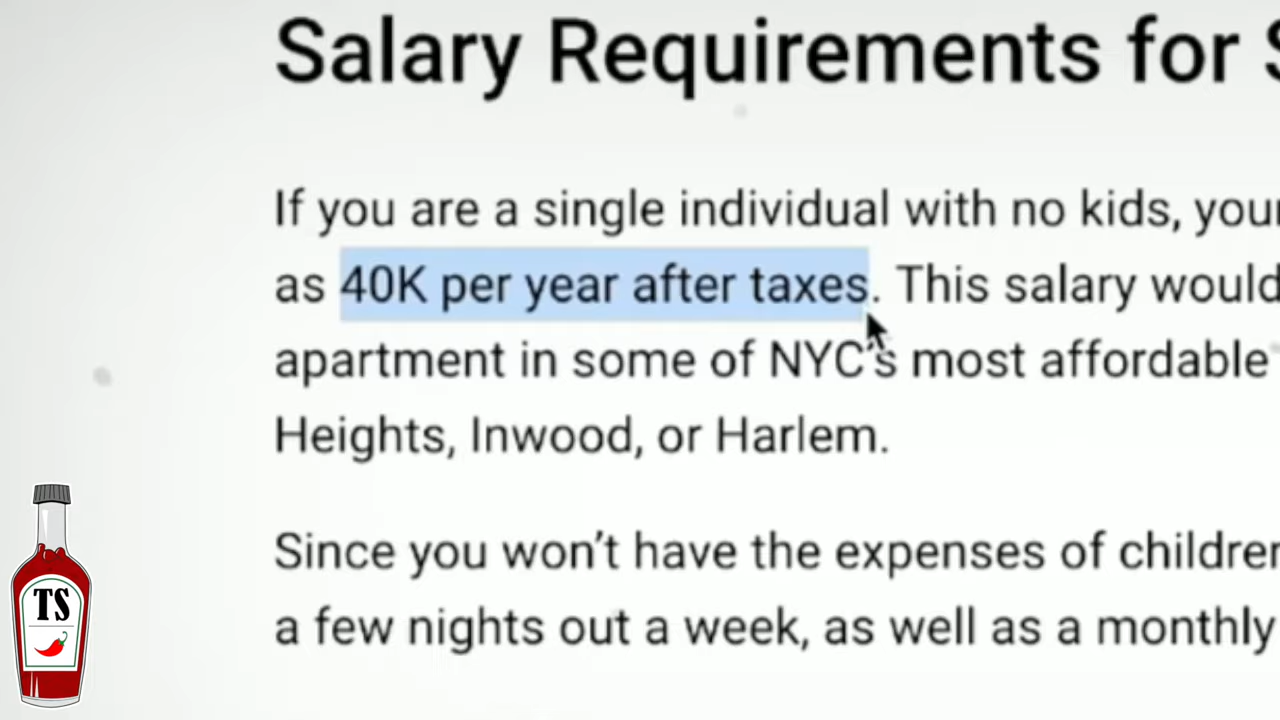 Salary Requirements for S
If you are a single individual with no kids, your
as 40K per year after taxes. This salary would
apartment in some of NYC's most affordable
Heights, Inwood, or Harlem.
Since you won't have the expenses of children
a few nights out a week, as well as a monthly
TS